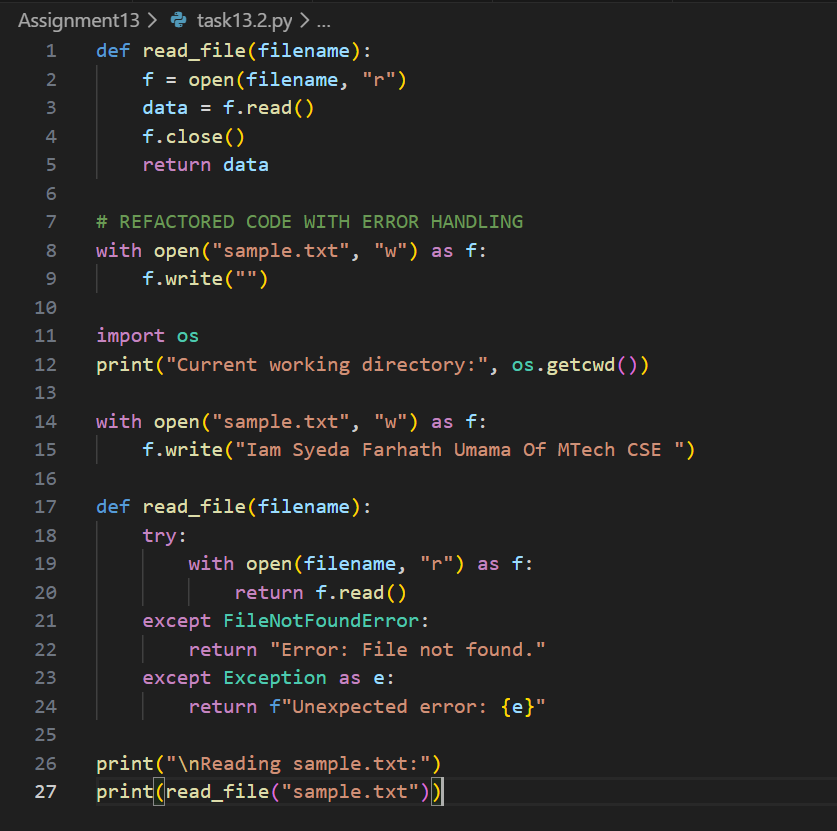 Assignment13 > task13.2.py > ...
1 def read_file(filename):
2     f = open(filename, "r")
3     data = f.read()
4     f.close()
5     return data
6
7 # REFACTORED CODE WITH ERROR HANDLING
8 with open("sample.txt", "w") as f:
9     f.write("")
10
11 import os
12 print("Current working directory:", os.getcwd())
13
14 with open("sample.txt", "w") as f:
15     f.write("Iam Syeda Farhath Umama Of MTech CSE ")
16
17 def read_file(filename):
18     try:
19         with open(filename, "r") as f:
20             return f.read()
21     except FileNotFoundError:
22         return "Error: File not found."
23     except Exception as e:
24         return f"Unexpected error: {e}"
25
26 print("\nReading sample.txt:")
27 print(read_file("sample.txt"))